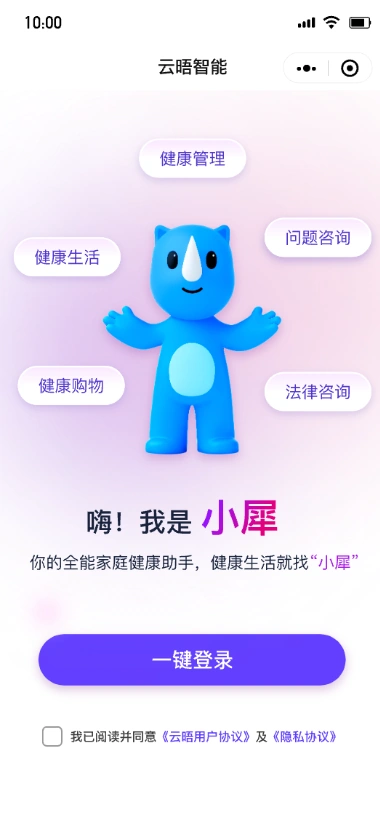 10:00
云晤智能
健康管理
问题咨询
健康生活
健康购物
法律咨询
嗨！我是 小犀
你的全能家庭健康助手，健康生活就找“小犀”
一键登录
我已阅读并同意《云晤用户协议》及《隐私协议》